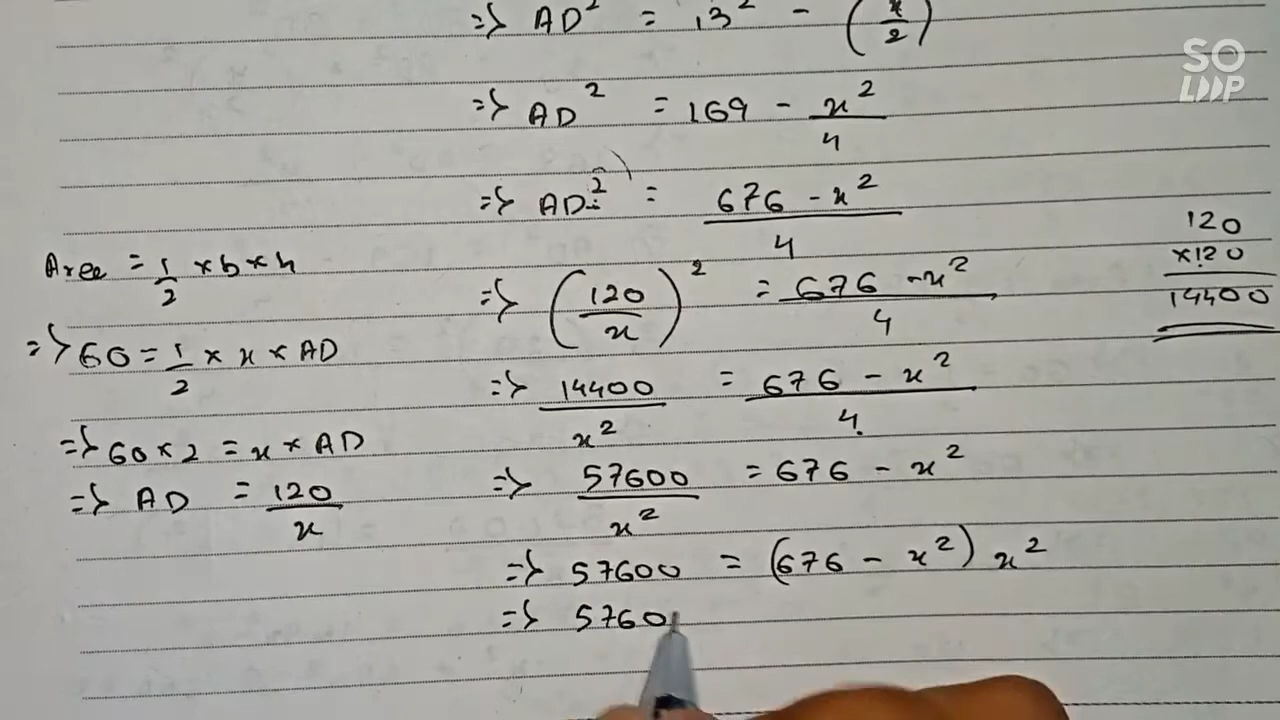 => AD² = 13² - (x/2)
=> AD² = 169 - x²/4
=> AD² = 676 - x²/4
Area = 1/2 × b × h
=> (120/x)² = 676 - x²/4
120
×120
14400
=> 60 = 1/2 × x × AD
=> 14400/x² = 676 - x²/4
=> 60 × 2 = x × AD
=> 57600/x² = 676 - x²
=> AD = 120/x
=> 57600 = (676 - x²) x²
=> 5760
SO
LOOP